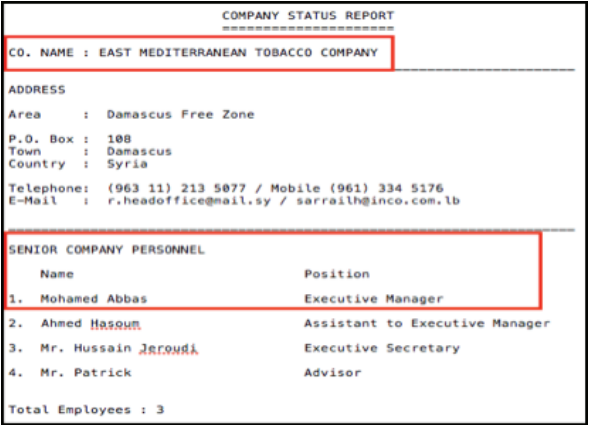 COMPANY STATUS REPORT
CO. NAME : EAST MEDITERRANEAN TOBACCO COMPANY
ADDRESS
Area : Damascus Free Zone
P.O. Box : 108
Town : Damascus
Country : Syria
Telephone: (963 11) 213 5077 / Mobile (961) 334 5176
E-Mail : r.headoffice@mail.sy / sarrailh@inco.com.lb
SENIOR COMPANY PERSONNEL
Name Position
1. Mohamed Abbas Executive Manager
2. Ahmed Hasoum Assistant to Executive Manager
3. Mr. Hussain Jeroudi Executive Secretary
4. Mr. Patrick Advisor
Total Employees : 3